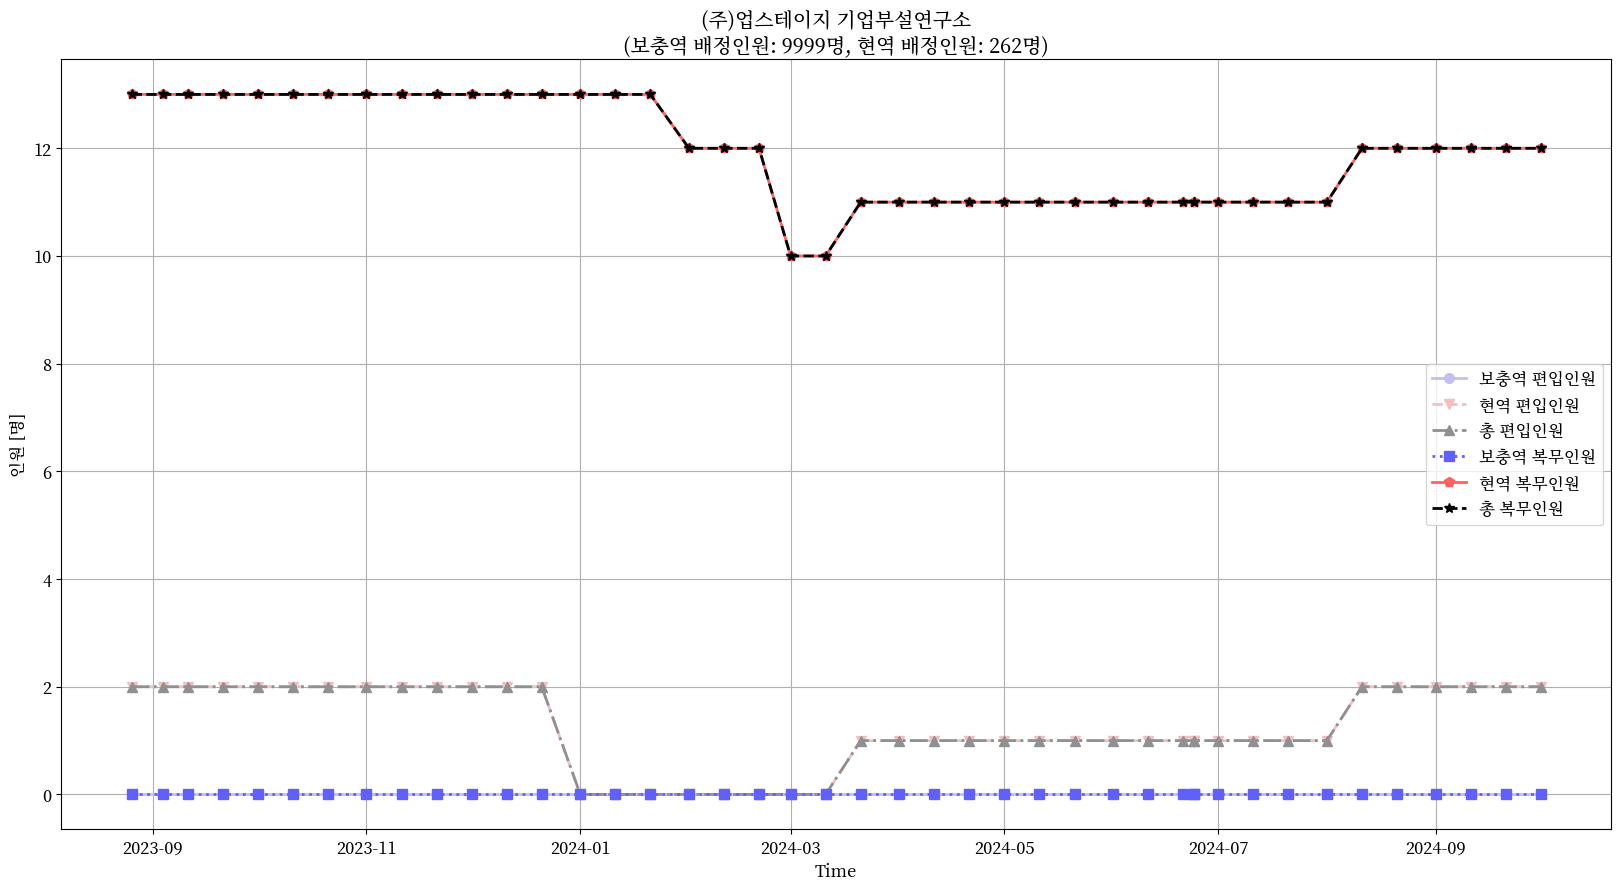 (주)업스테이지 기업부설연구소
(보충역 배정인원: 9999명, 현역 배정인원: 262명)
인원 [명]
12
10
8
6
4
2
0
보충역 편입인원
현역 편입인원
총 편입인원
보충역 복무인원
현역 복무인원
총 복무인원
2023-09
2023-11
2024-01
2024-03
2024-05
2024-07
2024-09
Time